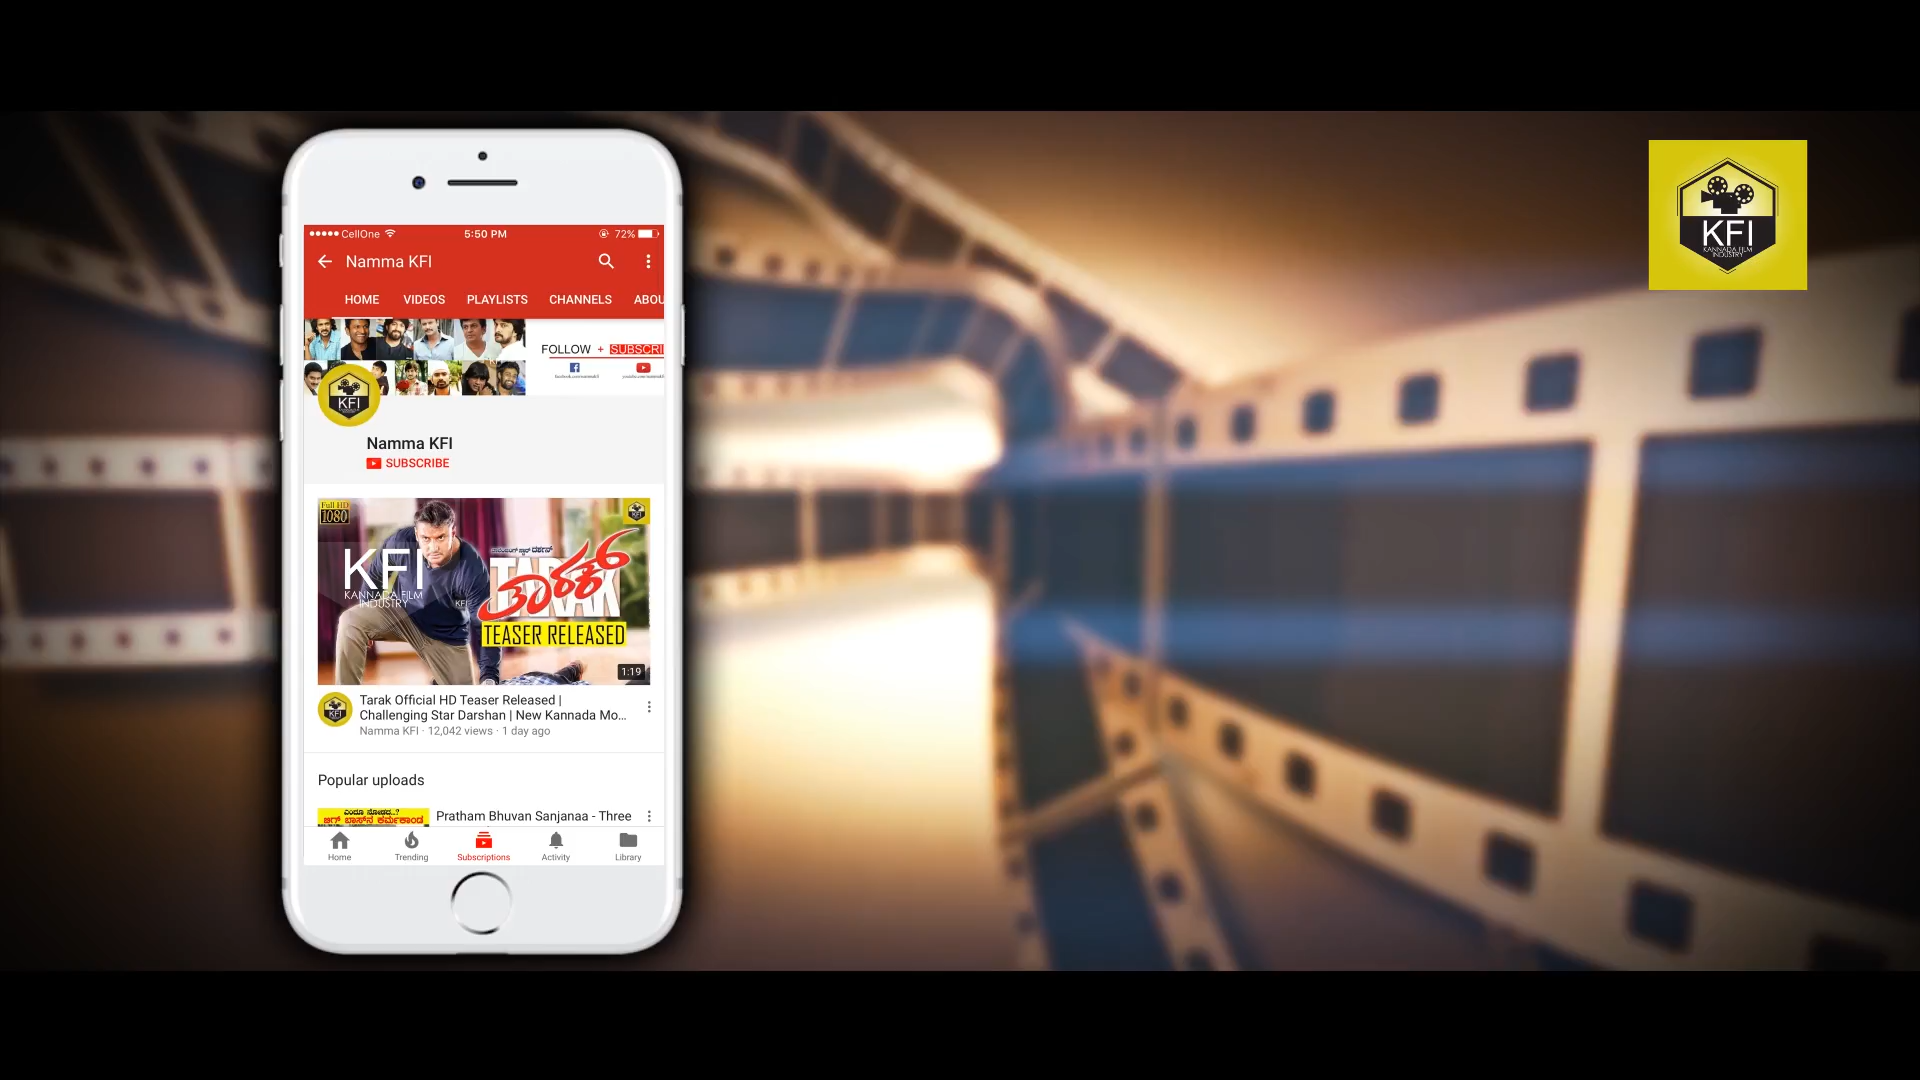 CellOne
5:50 PM
72%
Namma KFI
HOME VIDEOS PLAYLISTS CHANNELS ABOU
FOLLOW + SUBSCRI
KFI
Namma KFI
SUBSCRIBE
Full HD
1080
KFI
KANNADA FILM
INDUSTRY
KFI
TARAK
ತಾರಕ್
TEASER RELEASED
1:19
Tarak Official HD Teaser Released |
Challenging Star Darshan | New Kannada Mo...
Namma KFI · 12,042 views · 1 day ago
Popular uploads
Pratham Bhuvan Sanjanaa - Three
Home Trending Subscriptions Activity Library
KFI
KANNADA FILM
INDUSTRY